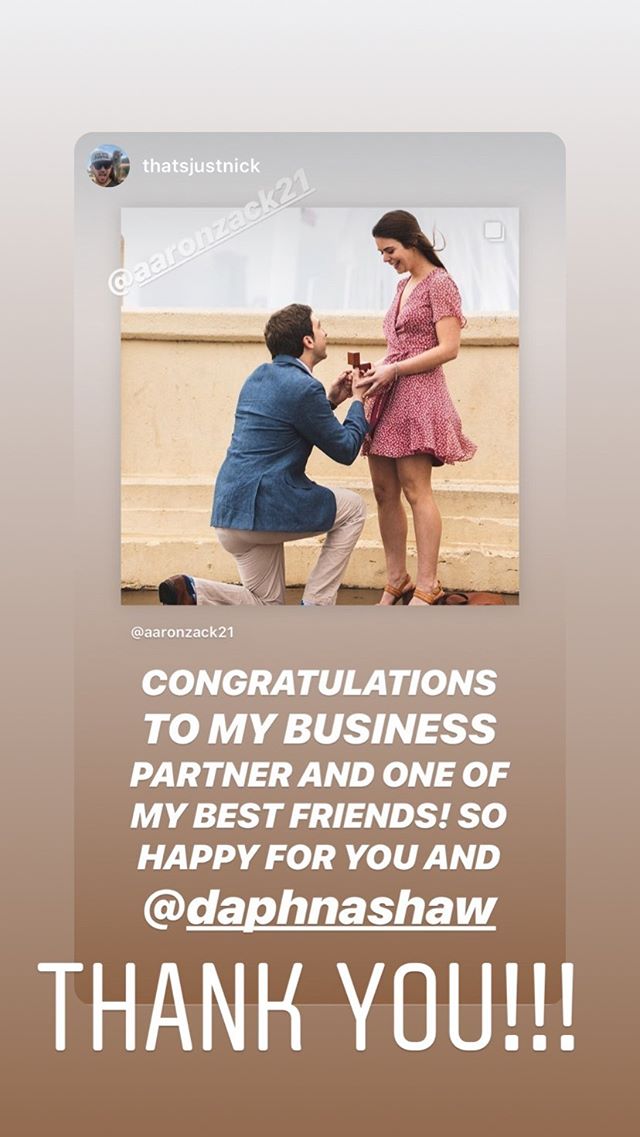 thatsjustnick
@aaronzack21
@aaronzack21
CONGRATULATIONS
TO MY BUSINESS
PARTNER AND ONE OF
MY BEST FRIENDS! SO
HAPPY FOR YOU AND
@daphnashaw
THANK YOU!!!